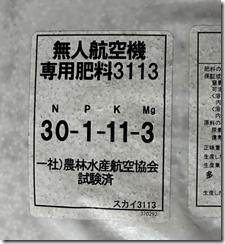 無人航空機
専用肥料3113
N P K Mg
30-1-11-3
一社)農林水産航空協会
試験済
スカイ3113